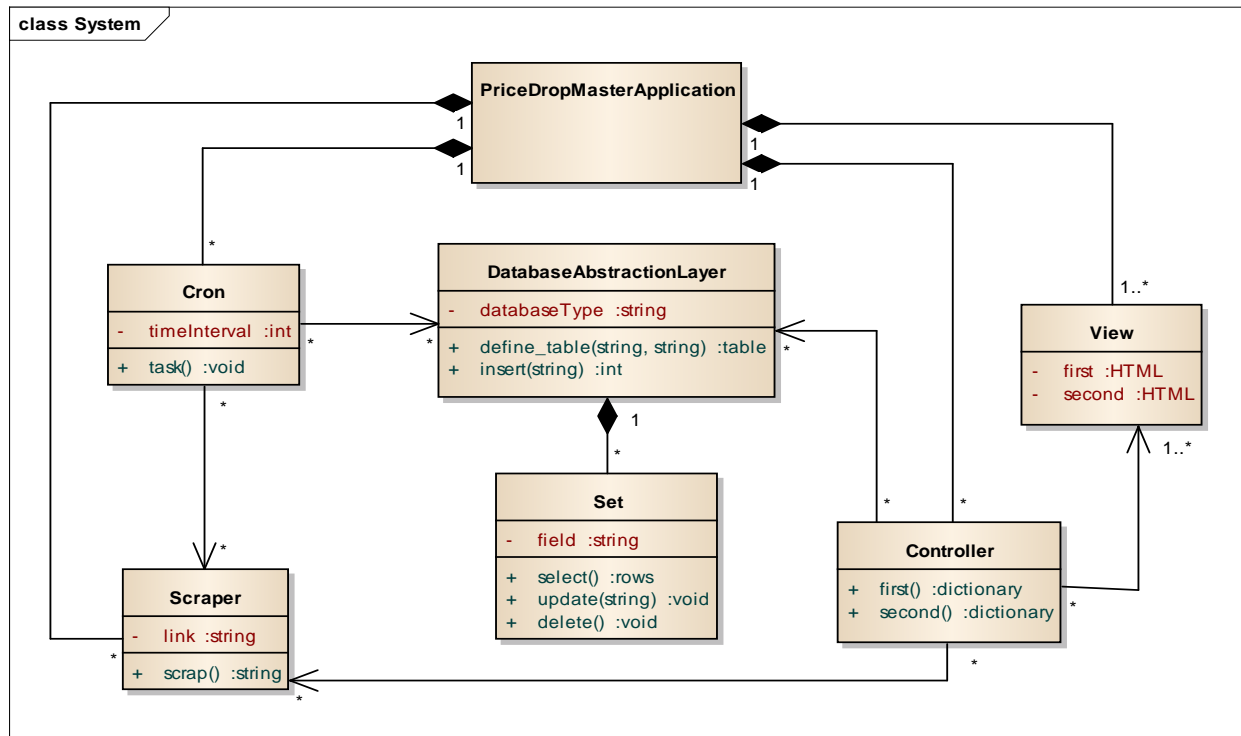 class System
PriceDropMasterApplication
1
1
1
1
*
Cron
- timeInterval :int
+ task() :void
*
*
DatabaseAbstractionLayer
- databaseType :string
+ define_table(string, string) :table
+ insert(string) :int
*
*
1..*
View
- first :HTML
- second :HTML
1..*
1
*
Set
- field :string
+ select() :rows
+ update(string) :void
+ delete() :void
*
*
Controller
+ first() :dictionary
+ second() :dictionary
*
*
*
*
Scraper
- link :string
+ scrap() :string
*
*